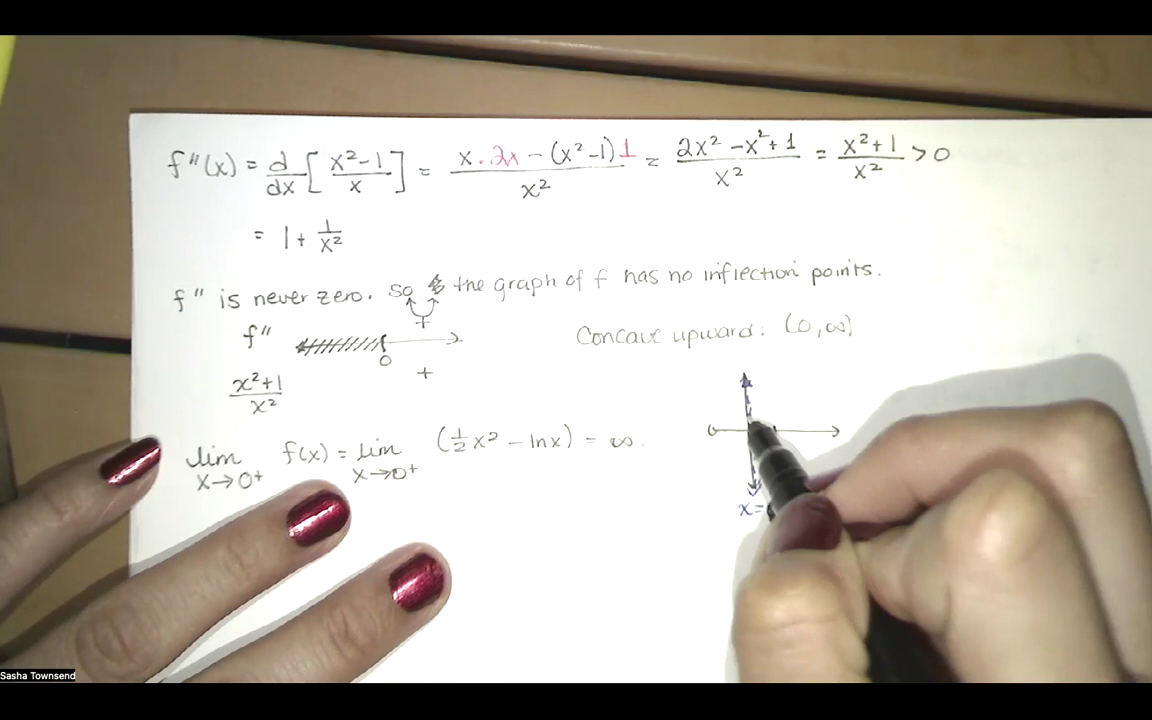 f"(x) = d/dx [ x²-1 / x ] = x · 2x - (x²-1)1 / x² = 2x² - x² + 1 / x² = x²+1 / x² > 0
= 1 + 1/x²
f" is never zero. So the graph of f has no inflection points.
+
f"
0
+
Concave upward: (0, ∞)
x²+1 / x²
lim x→0⁺ f(x) = lim x→0⁺ (½x² - lnx) = ∞.
x=
Sasha Townsend